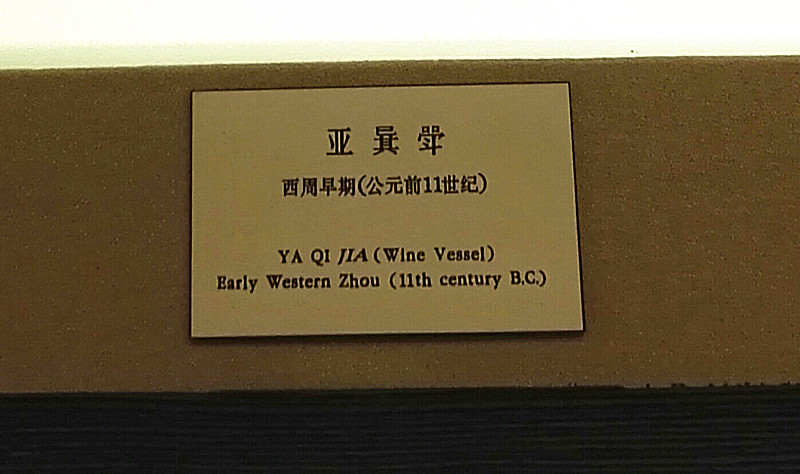 亚 㠱 斝
西周早期(公元前11世纪)
YA QI JIA (Wine Vessel)
Early Western Zhou (11th century B.C.)